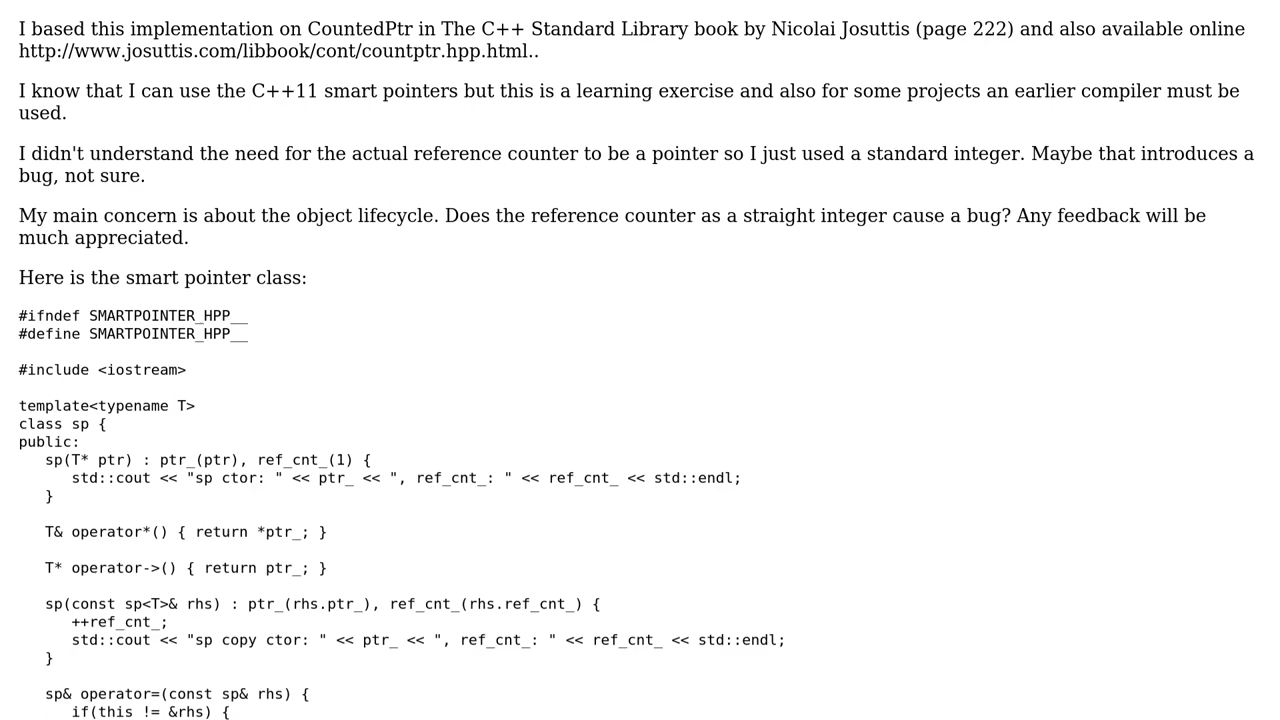 I based this implementation on CountedPtr in The C++ Standard Library book by Nicolai Josuttis (page 222) and also available online
http://www.josuttis.com/libbook/cont/countptr.hpp.html..
I know that I can use the C++11 smart pointers but this is a learning exercise and also for some projects an earlier compiler must be
used.
I didn't understand the need for the actual reference counter to be a pointer so I just used a standard integer. Maybe that introduces a
bug, not sure.
My main concern is about the object lifecycle. Does the reference counter as a straight integer cause a bug? Any feedback will be
much appreciated.
Here is the smart pointer class:
#ifndef SMARTPOINTER_HPP__
#define SMARTPOINTER_HPP__
#include <iostream>
template<typename T>
class sp {
public:
   sp(T* ptr) : ptr_(ptr), ref_cnt_(1) {
      std::cout << "sp ctor: " << ptr_ << ", ref_cnt_: " << ref_cnt_ << std::endl;
   }
   T& operator*() { return *ptr_; }
   T* operator->() { return ptr_; }
   sp(const sp<T>& rhs) : ptr_(rhs.ptr_), ref_cnt_(rhs.ref_cnt_) {
      ++ref_cnt_;
      std::cout << "sp copy ctor: " << ptr_ << ", ref_cnt_: " << ref_cnt_ << std::endl;
   }
   sp& operator=(const sp& rhs) {
      if(this != &rhs) {